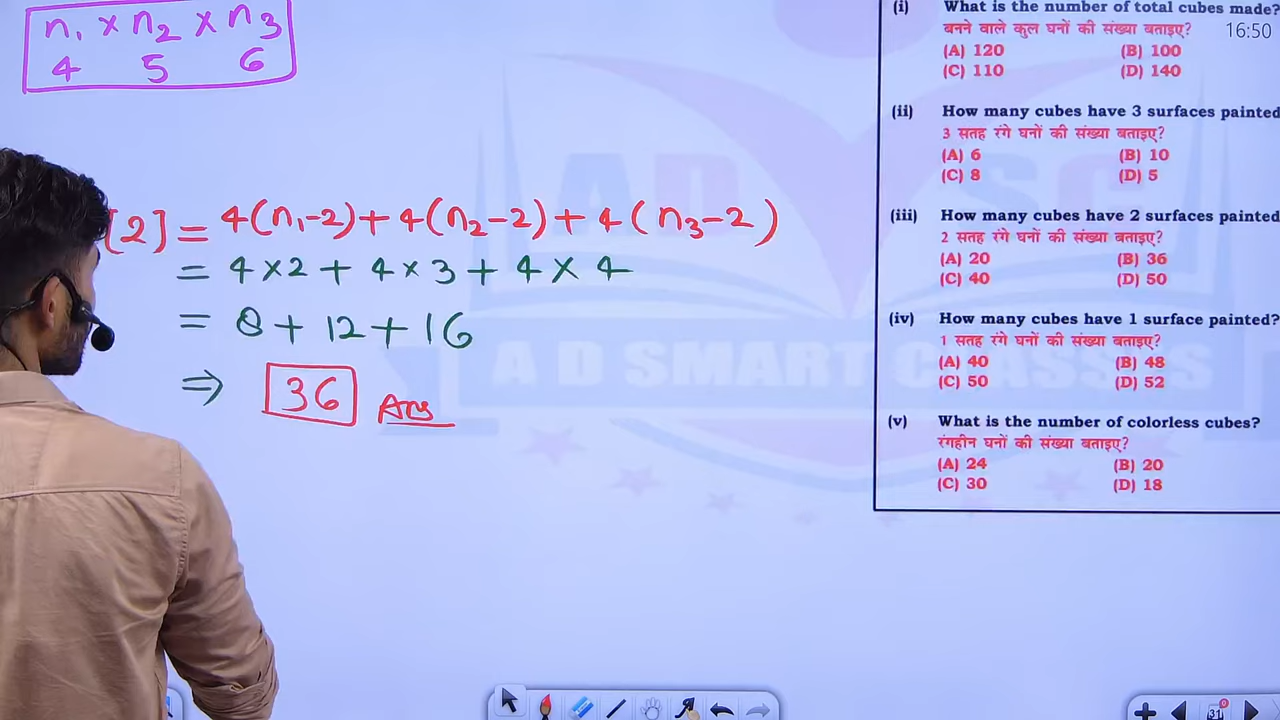 n₁ × n₂ × n₃
4 5 6
[2] = 4(n₁-2) + 4(n₂-2) + 4(n₃-2)
= 4×2 + 4×3 + 4×4
= 8 + 12 + 16
⇒ 36 Ans
(i) What is the number of total cubes made?
बनने वाले कुल घनों की संख्या बताइए?
16:50
(A) 120 (B) 100
(C) 110 (D) 140
(ii) How many cubes have 3 surfaces painted
3 सतह रंगे घनों की संख्या बताइए?
(A) 6 (B) 10
(C) 8 (D) 5
(iii) How many cubes have 2 surfaces painted
2 सतह रंगे घनों की संख्या बताइए?
(A) 20 (B) 36
(C) 40 (D) 50
(iv) How many cubes have 1 surface painted?
1 सतह रंगे घनों की संख्या बताइए?
(A) 40 (B) 48
(C) 50 (D) 52
(v) What is the number of colorless cubes?
रंगहीन घनों की संख्या बताइए?
(A) 24 (B) 20
(C) 30 (D) 18
A D S C
A D SMART CLASSES
31